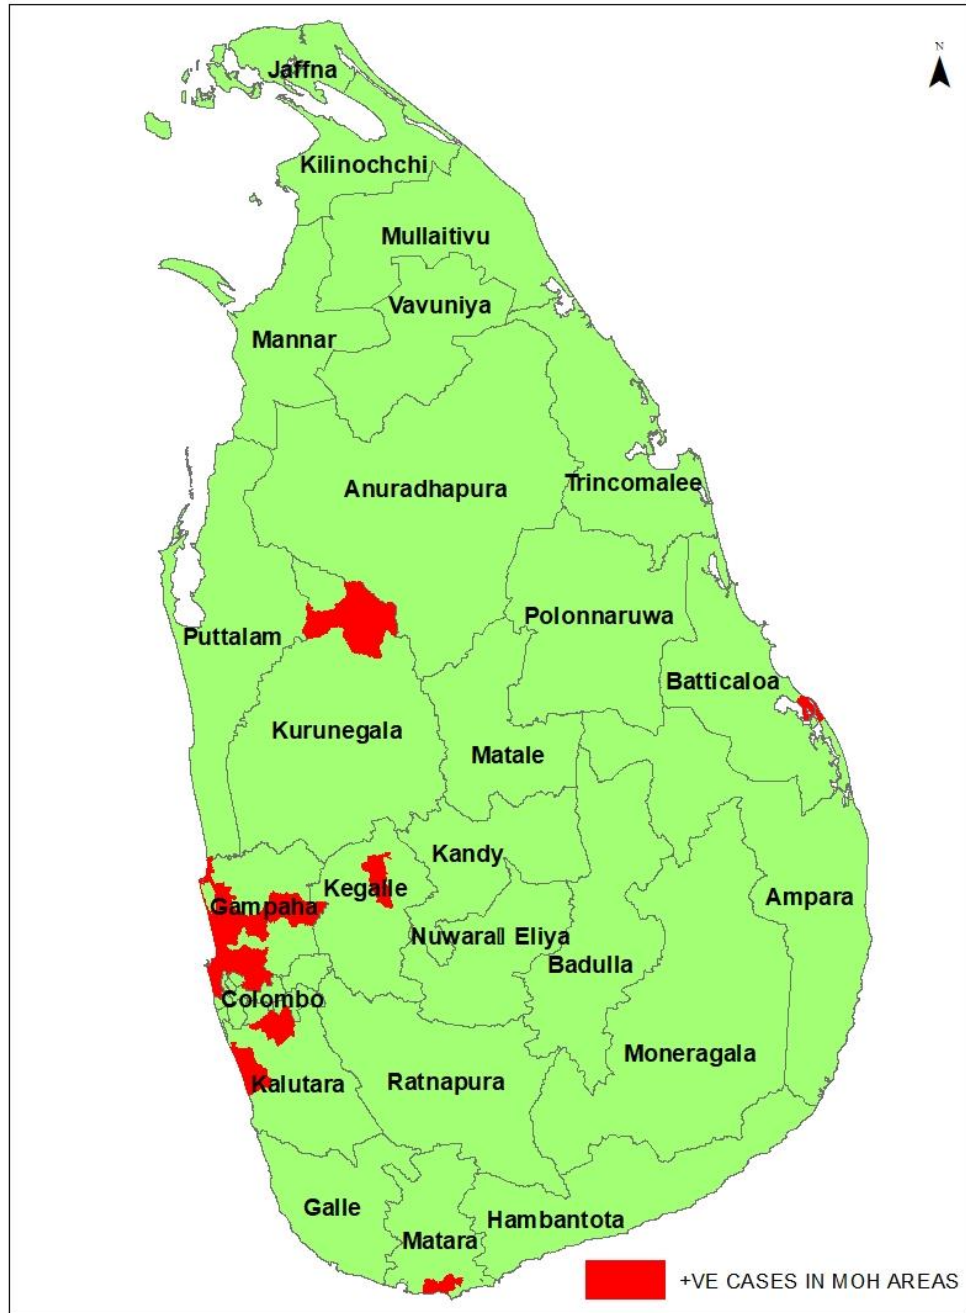 N
Jaffna
Kilinochchi
Mullaitivu
Vavuniya
Mannar
Anuradhapura
Trincomalee
Polonnaruwa
Puttalam
Batticaloa
Kurunegala
Matale
Kandy
Kegalle
Ampara
Gampaha
Nuwara Eliya
Badulla
Colombo
Moneragala
Kalutara
Ratnapura
Galle
Hambantota
Matara
+VE CASES IN MOH AREAS